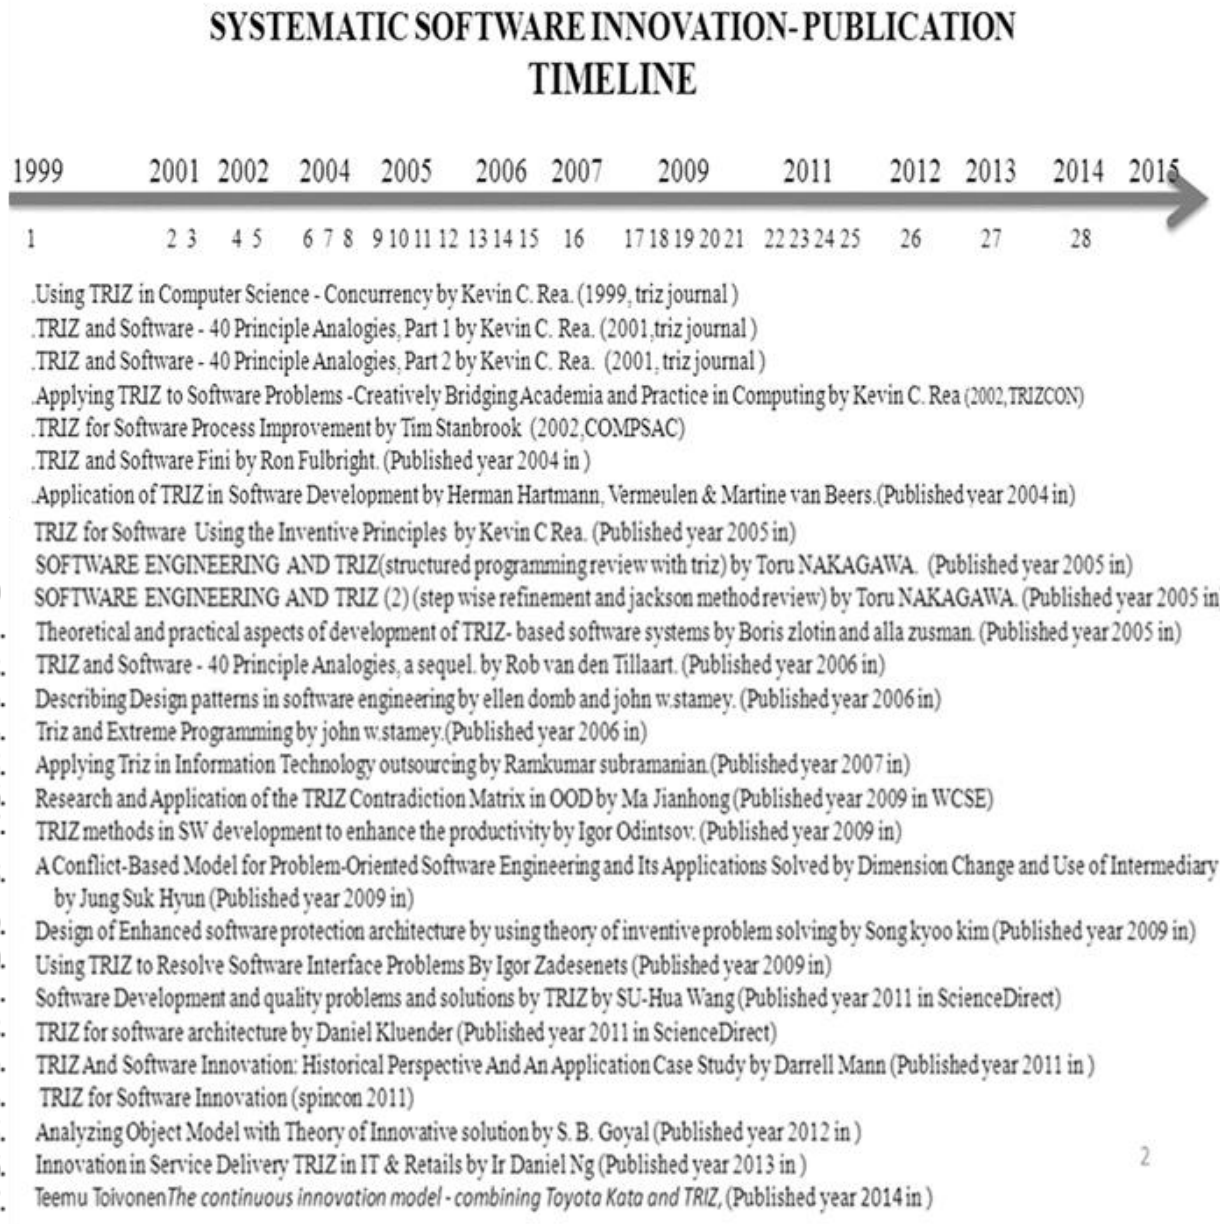 SYSTEMATIC SOFTWARE INNOVATION-PUBLICATION
TIMELINE
1999 2001 2002 2004 2005 2006 2007 2009 2011 2012 2013 2014 2015
1 2 3 4 5 6 7 8 9 10 11 12 13 14 15 16 17 18 19 20 21 22 23 24 25 26 27 28
.Using TRIZ in Computer Science - Concurrency by Kevin C. Rea. (1999, triz journal )
.TRIZ and Software - 40 Principle Analogies, Part 1 by Kevin C. Rea. (2001,triz journal )
.TRIZ and Software - 40 Principle Analogies, Part 2 by Kevin C. Rea. (2001, triz journal )
.Applying TRIZ to Software Problems -Creatively Bridging Academia and Practice in Computing by Kevin C. Rea (2002,TRIZCON)
.TRIZ for Software Process Improvement by Tim Stanbrook (2002,COMPSAC)
.TRIZ and Software Fini by Ron Fulbright. (Published year 2004 in )
.Application of TRIZ in Software Development by Herman Hartmann, Vermeulen & Martine van Beers.(Published year 2004 in)
TRIZ for Software Using the Inventive Principles by Kevin C Rea. (Published year 2005 in)
SOFTWARE ENGINEERING AND TRIZ(structured programming review with triz) by Toru NAKAGAWA. (Published year 2005 in)
SOFTWARE ENGINEERING AND TRIZ (2) (step wise refinement and jackson method review) by Toru NAKAGAWA. (Published year 2005 in
Theoretical and practical aspects of development of TRIZ- based software systems by Boris zlotin and alla zusman. (Published year 2005 in)
TRIZ and Software - 40 Principle Analogies, a sequel. by Rob van den Tillaart. (Published year 2006 in)
Describing Design patterns in software engineering by ellen domb and john w.stamey. (Published year 2006 in)
Triz and Extreme Programming by john w.stamey.(Published year 2006 in)
Applying Triz in Information Technology outsourcing by Ramkumar subramanian.(Published year 2007 in)
Research and Application of the TRIZ Contradiction Matrix in OOD by Ma Jianhong (Published year 2009 in WCSE)
TRIZ methods in SW development to enhance the productivity by Igor Odintsov. (Published year 2009 in)
A Conflict-Based Model for Problem-Oriented Software Engineering and Its Applications Solved by Dimension Change and Use of Intermediary
by Jung Suk Hyun (Published year 2009 in)
Design of Enhanced software protection architecture by using theory of inventive problem solving by Song kyoo kim (Published year 2009 in)
Using TRIZ to Resolve Software Interface Problems By Igor Zadesenets (Published year 2009 in)
Software Development and quality problems and solutions by TRIZ by SU-Hua Wang (Published year 2011 in ScienceDirect)
TRIZ for software architecture by Daniel Kluender (Published year 2011 in ScienceDirect)
TRIZ And Software Innovation: Historical Perspective And An Application Case Study by Darrell Mann (Published year 2011 in )
TRIZ for Software Innovation (spincon 2011)
Analyzing Object Model with Theory of Innovative solution by S. B. Goyal (Published year 2012 in )
Innovation in Service Delivery TRIZ in IT & Retails by Ir Daniel Ng (Published year 2013 in )
Teemu Toivonen The continuous innovation model - combining Toyota Kata and TRIZ, (Published year 2014 in )
2